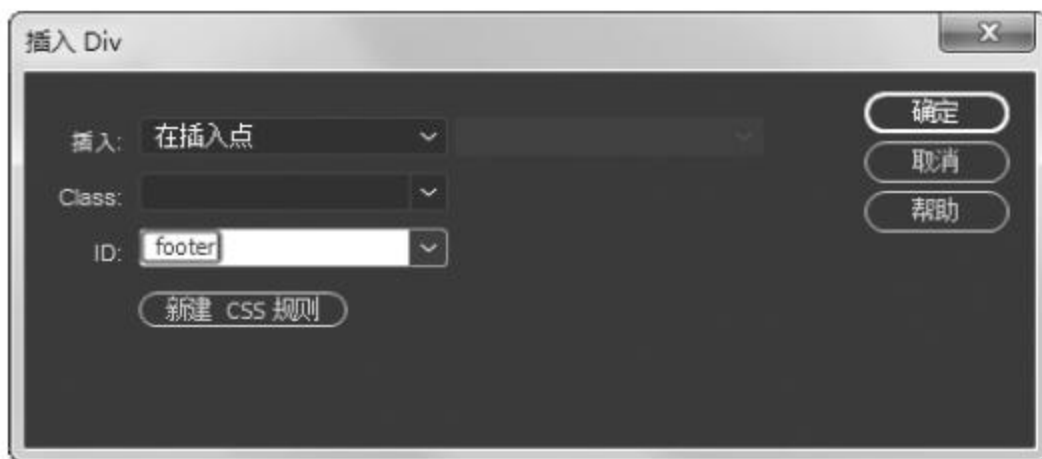 插入 Div
插入: 在插入点
Class:
ID: footer
新建 CSS 规则
确定
取消
帮助